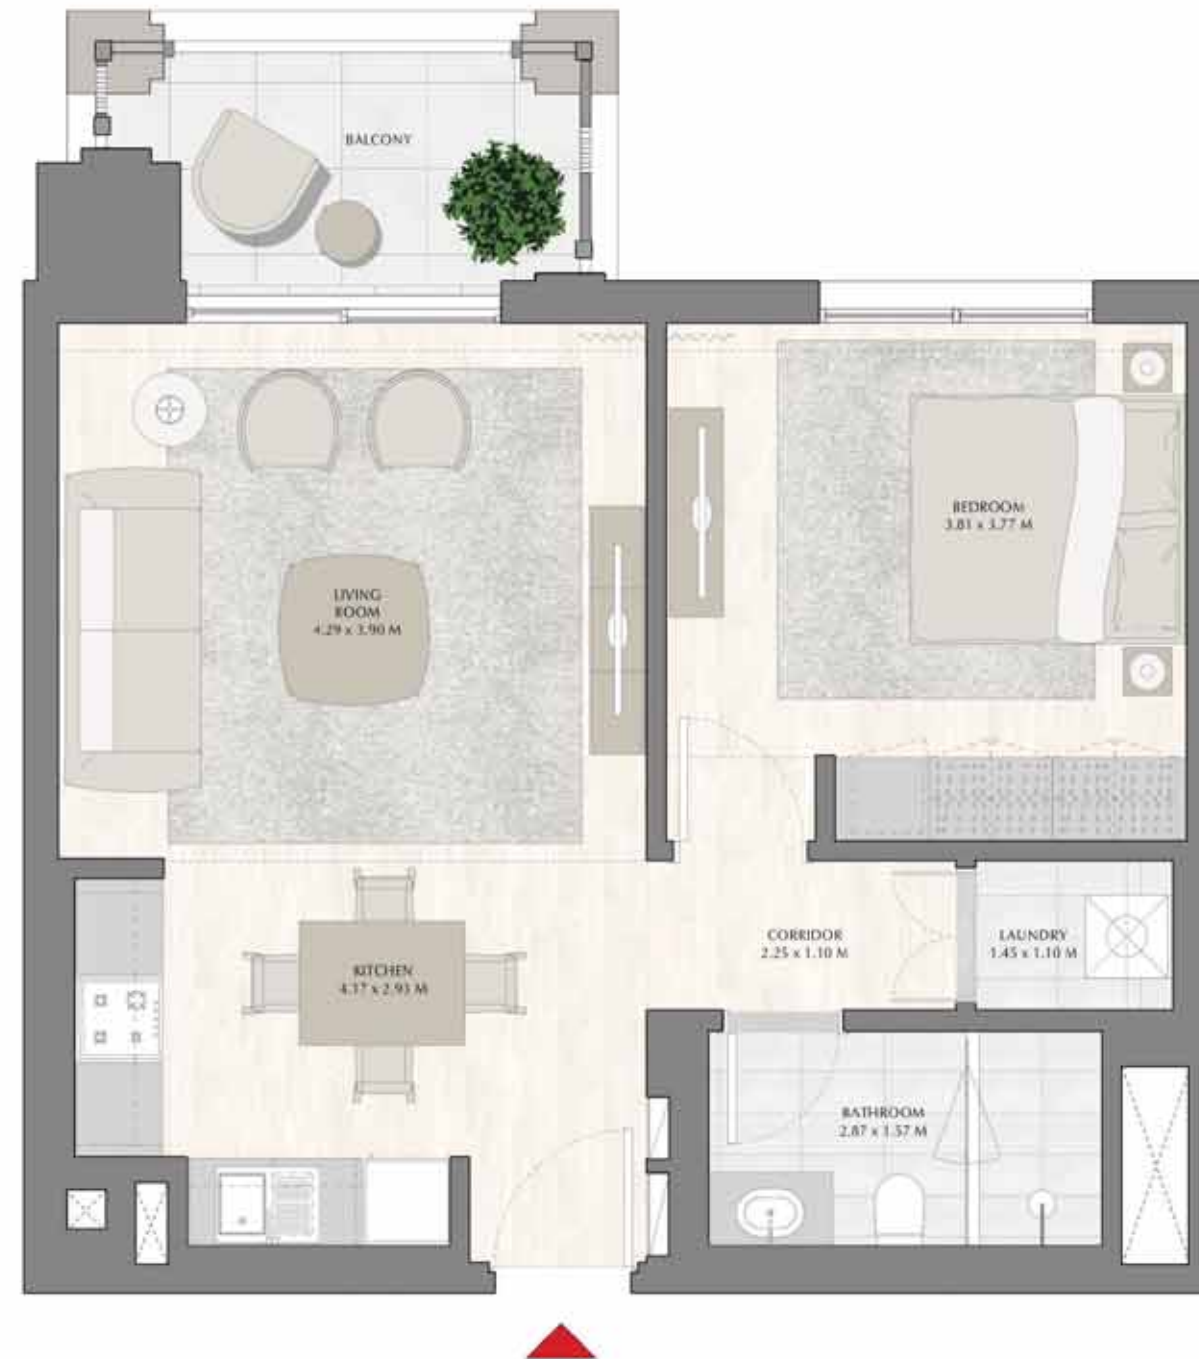 BALCONY
BEDROOM
3.81 x 3.77 M
LIVING
ROOM
4.29 x 3.90 M
CORRIDOR
2.25 x 1.10 M
LAUNDRY
1.45 x 1.10 M
KITCHEN
4.17 x 2.93 M
BATHROOM
2.87 x 1.57 M